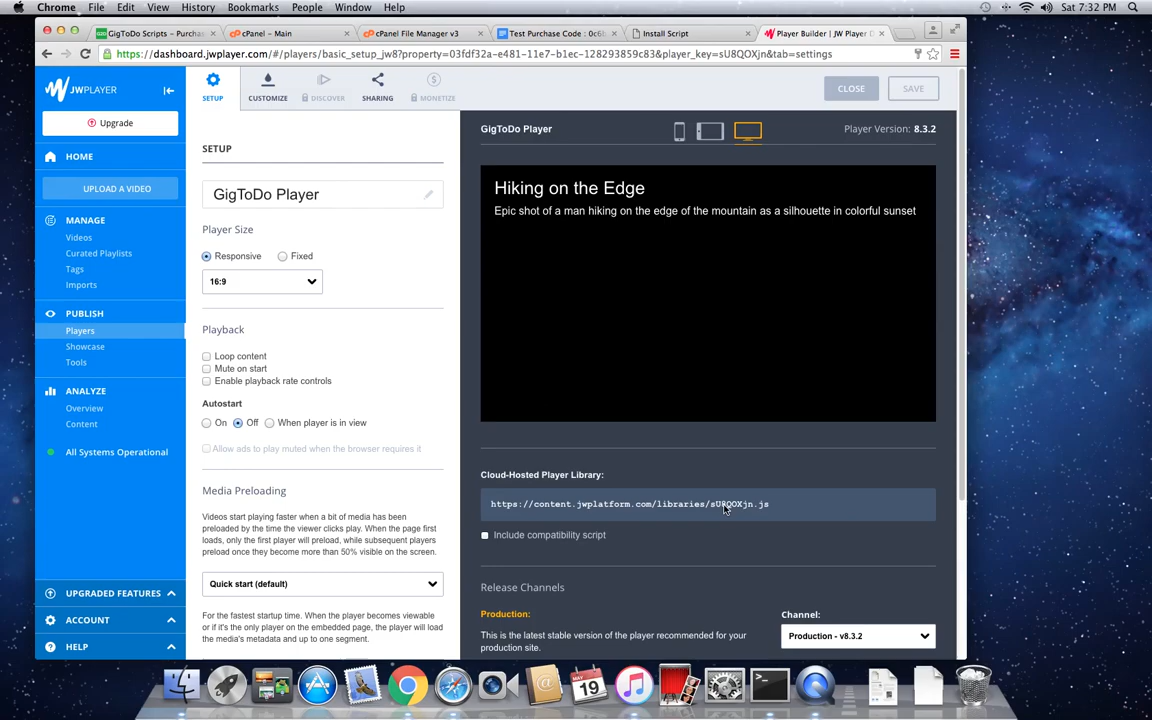 Chrome File Edit View History Bookmarks People Window Help Sat 7:32 PM
GigToDo Scripts - Purchas cPanel - Main cPanel File Manager v3 Test Purchase Code : 0c6b Install Script Player Builder | JW Player D
https://dashboard.jwplayer.com/#/players/basic_setup_jw8?property=03fdf32a-e481-11e7-b1ec-128293859c83&player_key=sU8QOXjn&tab=settings
JWPLAYER
Upgrade
HOME
UPLOAD A VIDEO
MANAGE
Videos
Curated Playlists
Tags
Imports
PUBLISH
Players
Showcase
Tools
ANALYZE
Overview
Content
All Systems Operational
UPGRADED FEATURES
ACCOUNT
HELP
SETUP CUSTOMIZE DISCOVER SHARING MONETIZE
CLOSE SAVE
SETUP
GigToDo Player
Player Size
Responsive Fixed
16:9
Playback
Loop content
Mute on start
Enable playback rate controls
Autostart
On Off When player is in view
Allow ads to play muted when the browser requires it
Media Preloading
Videos start playing faster when a bit of media has been
preloaded by the time the viewer clicks play. When the page first
loads, only the first player will preload, while subsequent players
preload once they become more than 50% visible on the screen.
Quick start (default)
For the fastest startup time. When the player becomes viewable
or if it's the only player on the embedded page, the player will load
the media's metadata and up to one segment.
GigToDo Player Player Version: 8.3.2
Hiking on the Edge
Epic shot of a man hiking on the edge of the mountain as a silhouette in colorful sunset
Cloud-Hosted Player Library:
https://content.jwplatform.com/libraries/sU8QOXjn.js
Include compatibility script
Release Channels
Production:
This is the latest stable version of the player recommended for your
production site.
Channel:
Production - v8.3.2
MAY
19